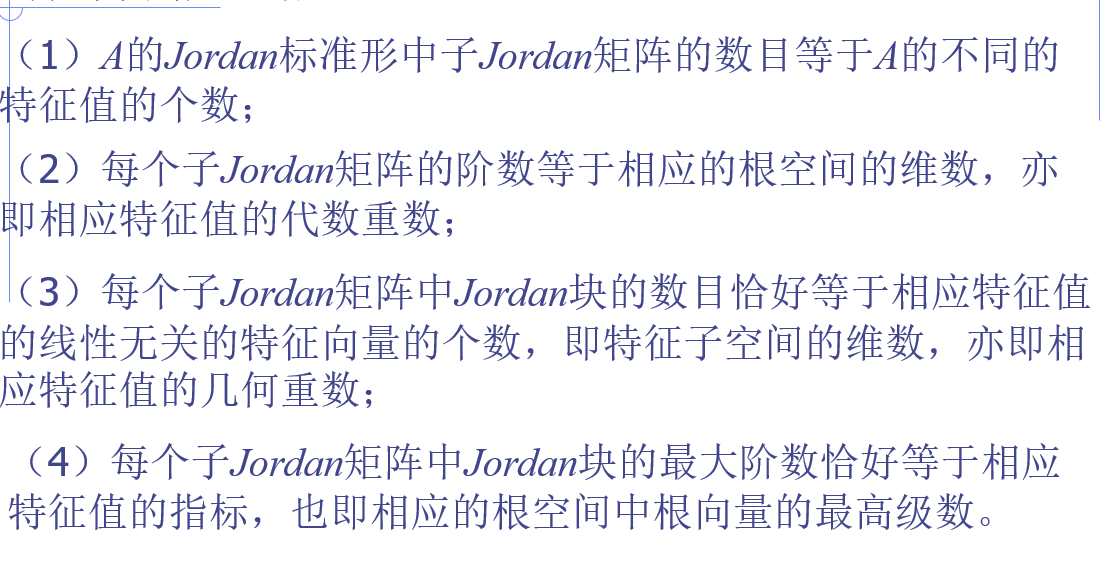 （1）A的Jordan标准形中子Jordan矩阵的数目等于A的不同的
特征值的个数；
（2）每个子Jordan矩阵的阶数等于相应的根空间的维数，亦
即相应特征值的代数重数；
（3）每个子Jordan矩阵中Jordan块的数目恰好等于相应特征值
的线性无关的特征向量的个数，即特征子空间的维数，亦即相
应特征值的几何重数；
（4）每个子Jordan矩阵中Jordan块的最大阶数恰好等于相应
特征值的指标，也即相应的根空间中根向量的最高级数。